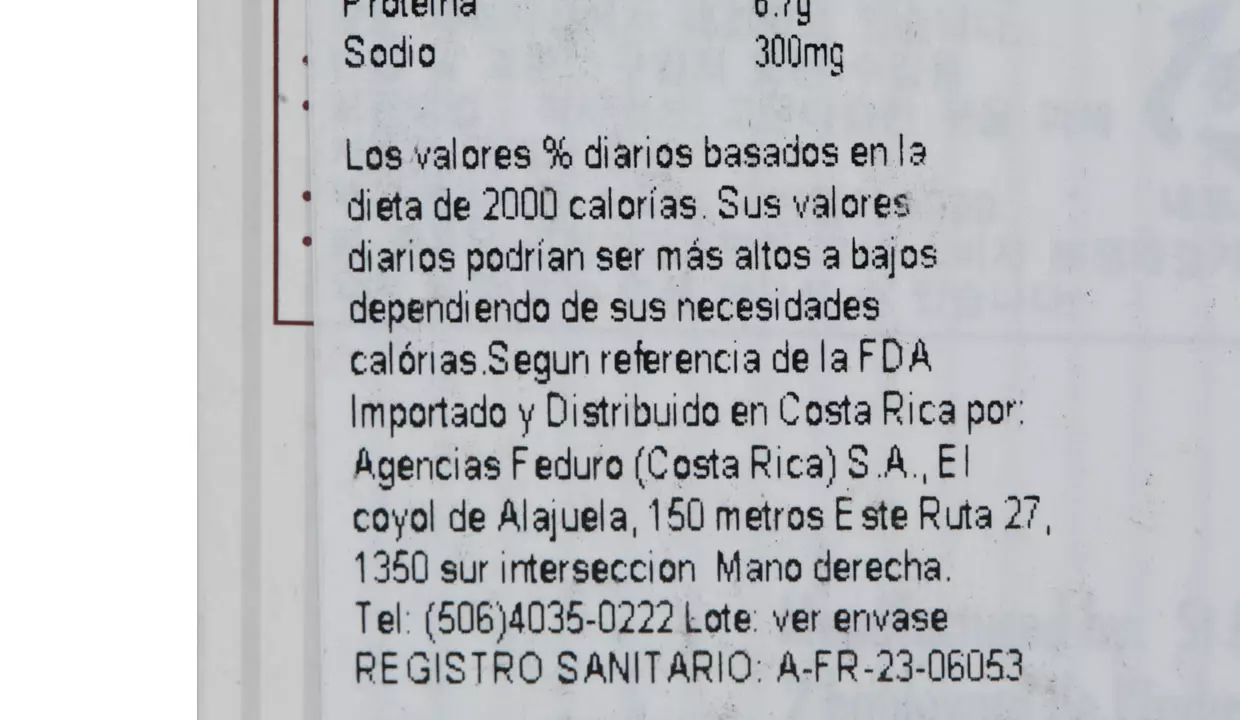 Proteína 6.7g
Sodio 300mg
Los valores % diarios basados en la
dieta de 2000 calorías. Sus valores
diarios podrían ser más altos a bajos
dependiendo de sus necesidades
calórias.Segun referencia de la FDA
Importado y Distribuido en Costa Rica por:
Agencias Feduro (Costa Rica) S.A., El
coyol de Alajuela, 150 metros Este Ruta 27,
1350 sur interseccion Mano derecha.
Tel: (506)4035-0222 Lote: ver envase
REGISTRO SANITARIO: A-FR-23-06053